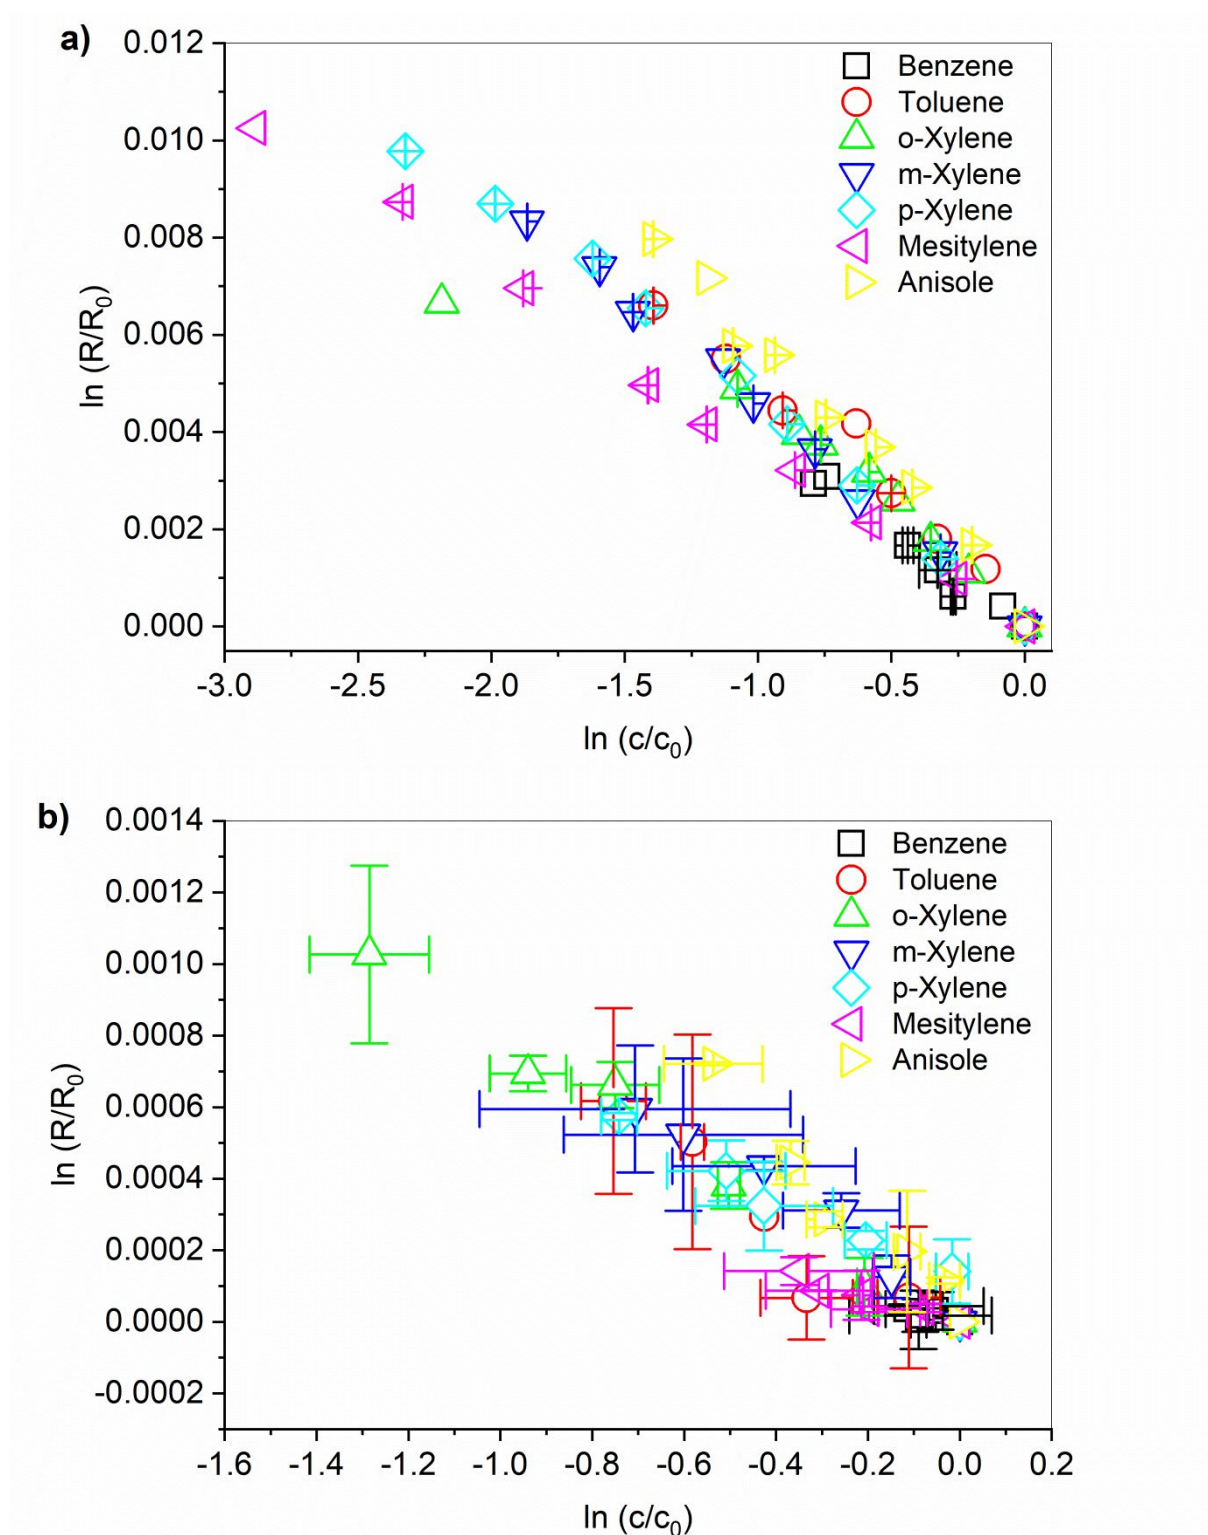 a)
0.012
0.010
0.008
0.006
0.004
0.002
0.000
ln (R/R0)
Benzene
Toluene
o-Xylene
m-Xylene
p-Xylene
Mesitylene
Anisole
-3.0 -2.5 -2.0 -1.5 -1.0 -0.5 0.0
ln (c/c0)
b)
0.0014
0.0012
0.0010
0.0008
0.0006
0.0004
0.0002
0.0000
-0.0002
ln (R/R0)
Benzene
Toluene
o-Xylene
m-Xylene
p-Xylene
Mesitylene
Anisole
-1.6 -1.4 -1.2 -1.0 -0.8 -0.6 -0.4 -0.2 0.0 0.2
ln (c/c0)